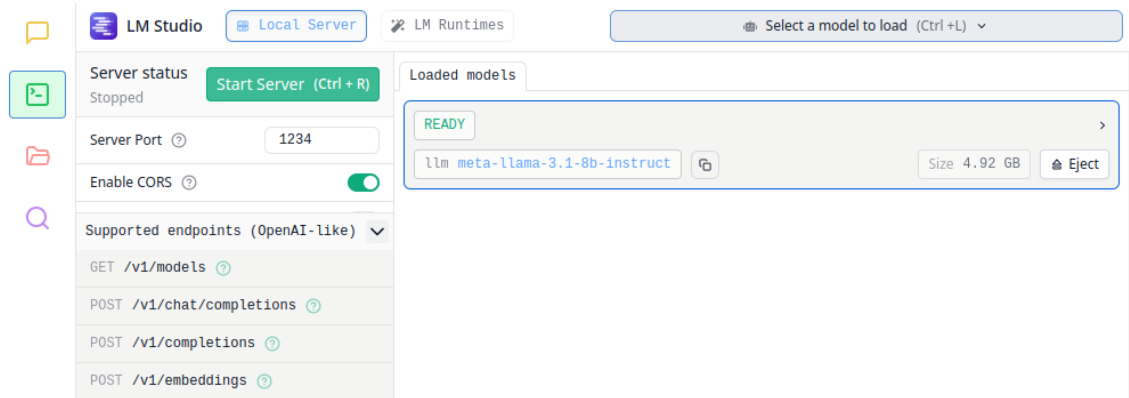 LM Studio
Local Server
LM Runtimes
Select a model to load (Ctrl +L)
Server status
Stopped
Start Server (Ctrl + R)
Server Port
1234
Enable CORS
Supported endpoints (OpenAI-like)
GET /v1/models
POST /v1/chat/completions
POST /v1/completions
POST /v1/embeddings
Loaded models
READY
llm meta-llama-3.1-8b-instruct
Size 4.92 GB
Eject